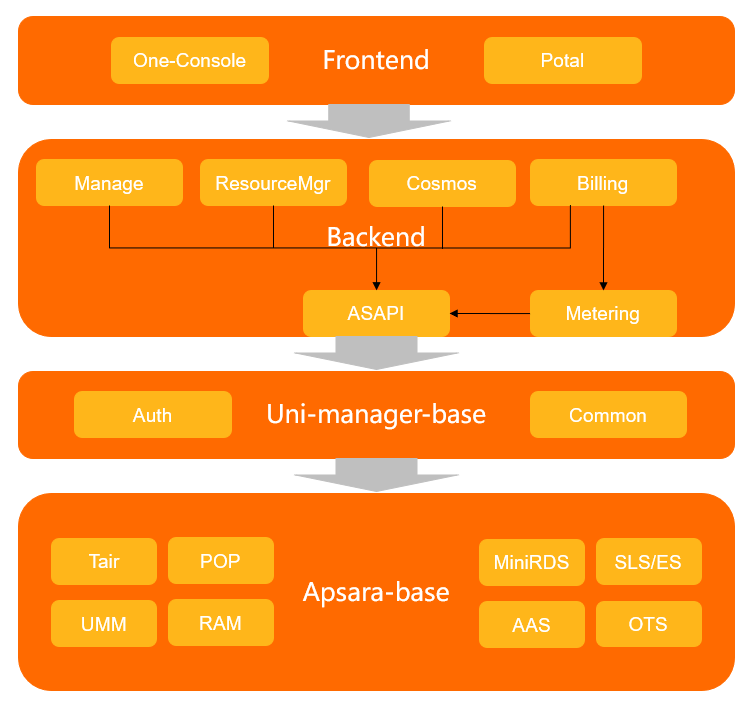 One-Console
Frontend
Potal
Manage
ResourceMgr
Cosmos
Billing
Backend
ASAPI
Metering
Auth
Uni-manager-base
Common
Tair
POP
MiniRDS
SLS/ES
Apsara-base
UMM
RAM
AAS
OTS